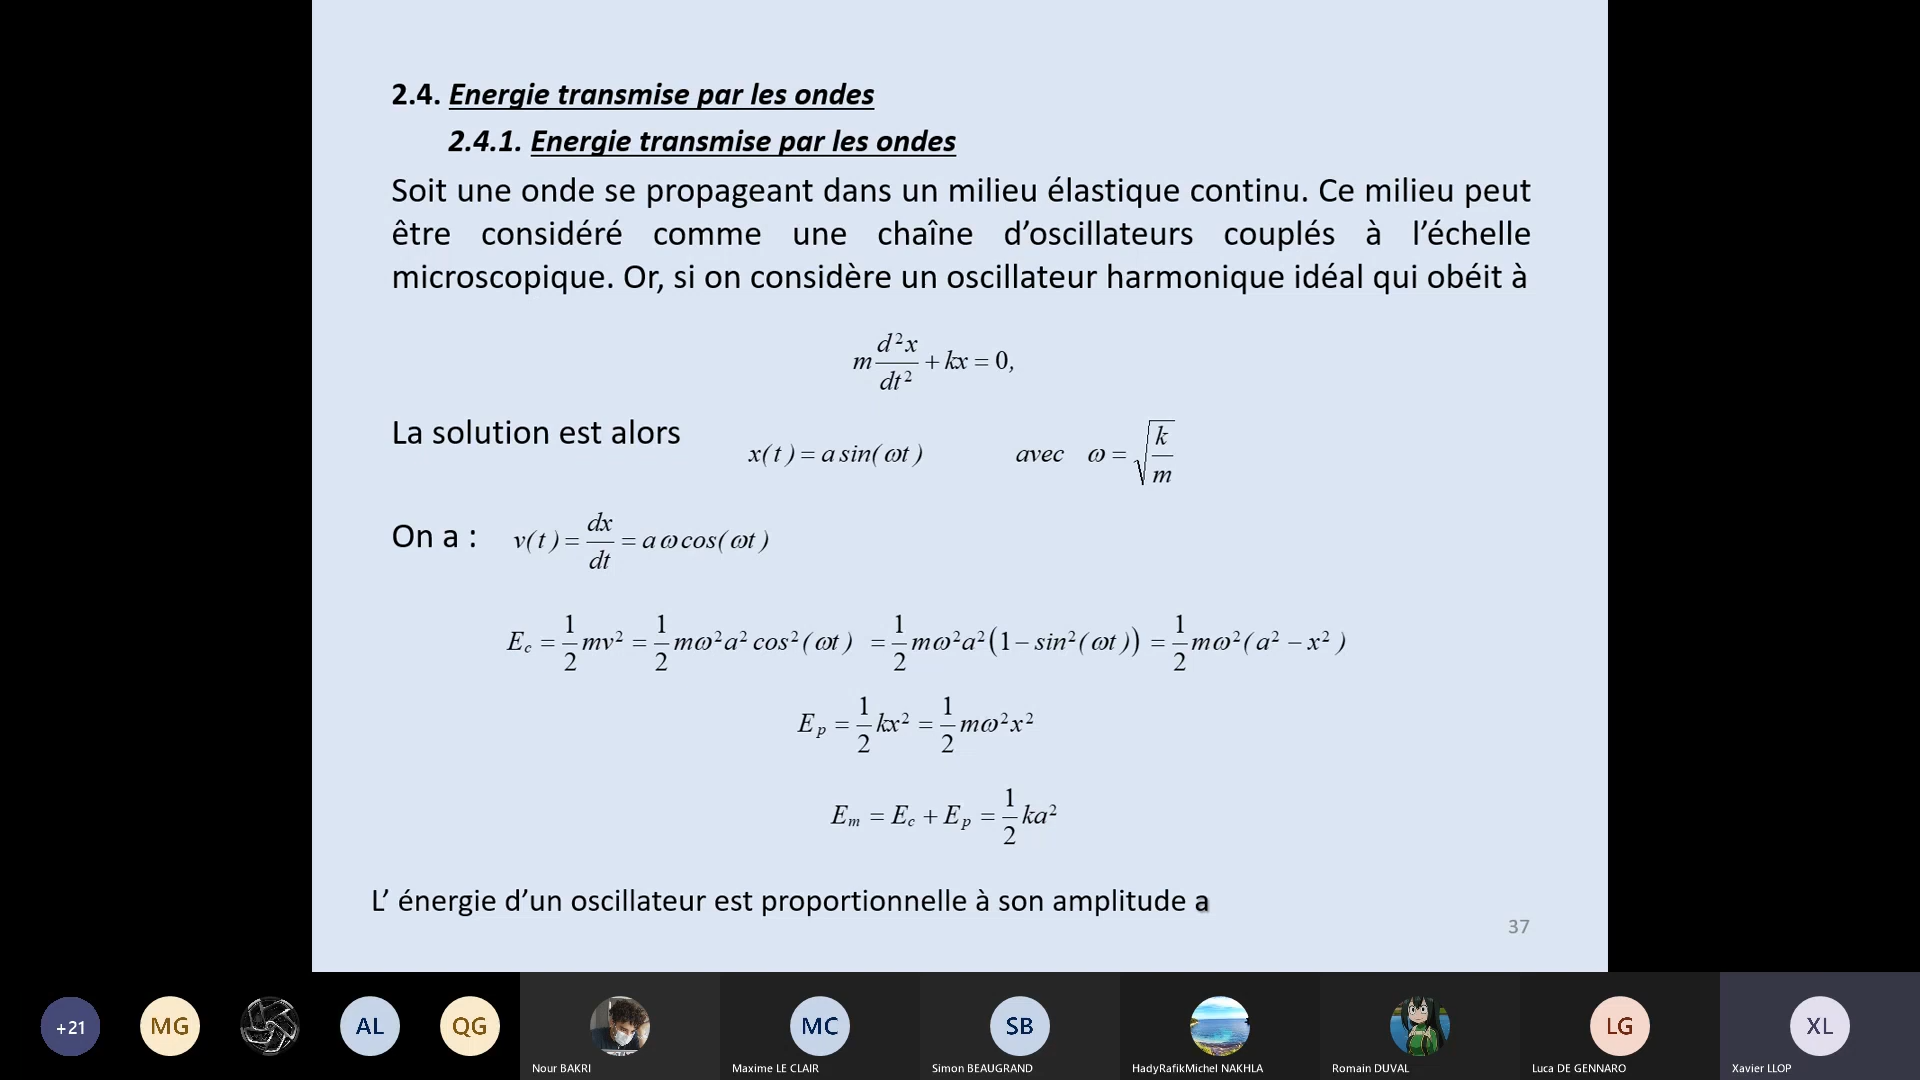 2.4. Energie transmise par les ondes
2.4.1. Energie transmise par les ondes
Soit une onde se propageant dans un milieu élastique continu. Ce milieu peut
être considéré comme une chaîne d’oscillateurs couplés à l’échelle
microscopique. Or, si on considère un oscillateur harmonique idéal qui obéit à
m d²x/dt² + kx = 0,
La solution est alors x(t) = a sin(ωt) avec ω = √(k/m)
On a : v(t) = dx/dt = a ω cos(ωt)
E_c = 1/2 mv² = 1/2 mω²a² cos²(ωt) = 1/2 mω²a²(1 − sin²(ωt)) = 1/2 mω²(a² − x²)
E_p = 1/2 kx² = 1/2 mω²x²
E_m = E_c + E_p = 1/2 ka²
L’ énergie d’un oscillateur est proportionnelle à son amplitude a
37
+21 MG AL QG MC SB LG XL
Nour BAKRI Maxime LE CLAIR Simon BEAUGRAND HadyRafikMichel NAKHLA Romain DUVAL Luca DE GENNARO Xavier LLOP